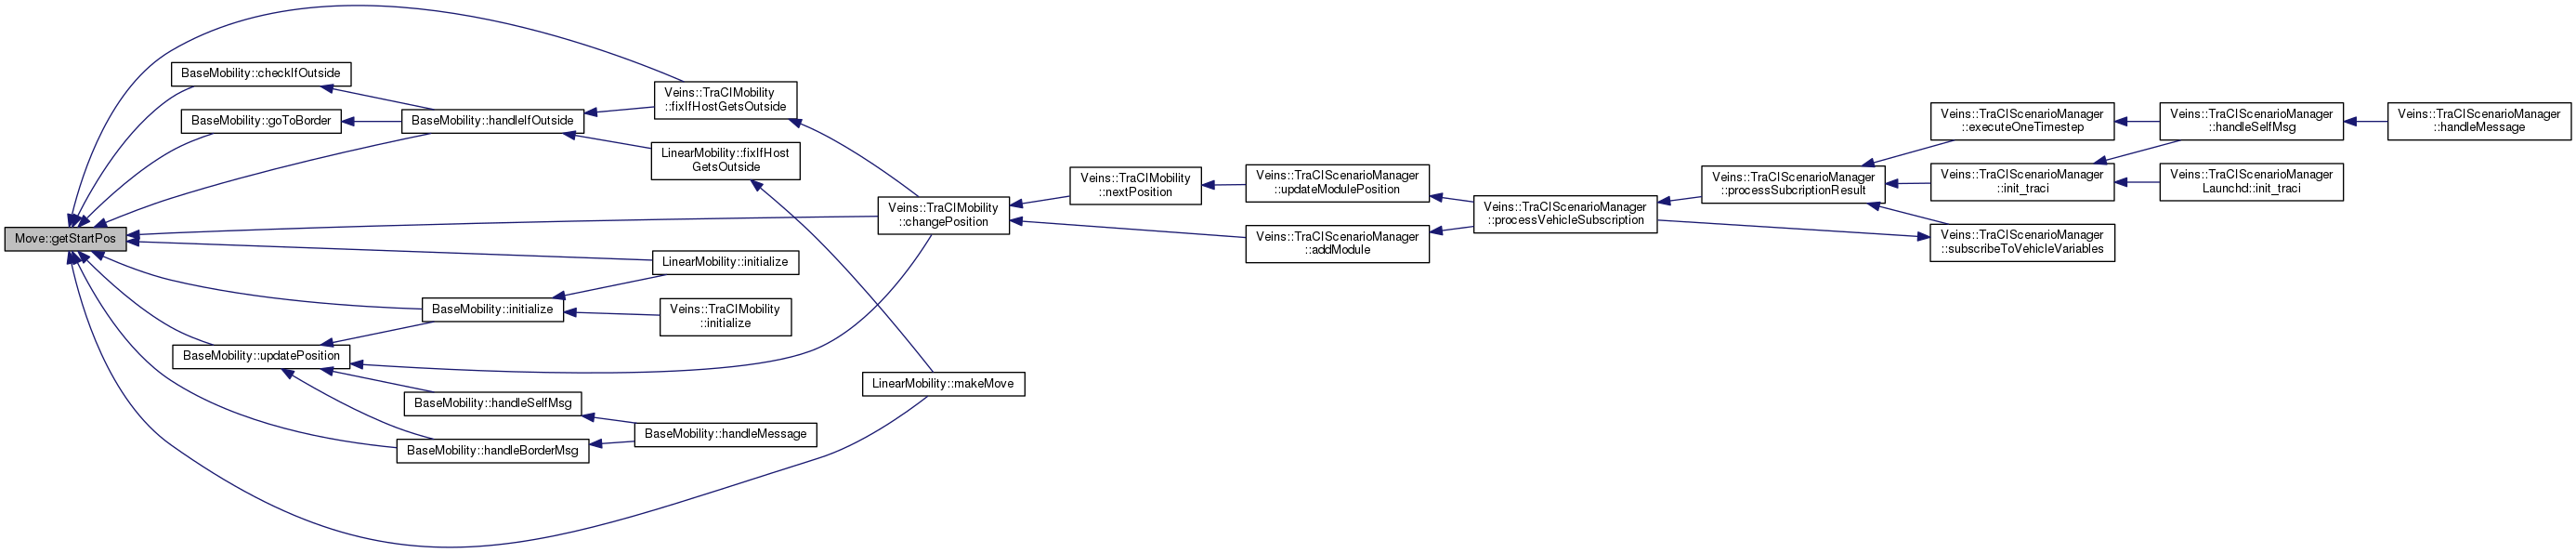 Move::getStartPos
BaseMobility::checkIfOutside
BaseMobility::goToBorder
BaseMobility::handleIfOutside
Veins::TraCIMobility
::fixIfHostGetsOutside
LinearMobility::fixIfHost
GetsOutside
Veins::TraCIMobility
::changePosition
LinearMobility::initialize
BaseMobility::initialize
Veins::TraCIMobility
::initialize
BaseMobility::updatePosition
BaseMobility::handleSelfMsg
BaseMobility::handleBorderMsg
BaseMobility::handleMessage
LinearMobility::makeMove
Veins::TraCIMobility
::nextPosition
Veins::TraCIScenarioManager
::updateModulePosition
Veins::TraCIScenarioManager
::addModule
Veins::TraCIScenarioManager
::processVehicleSubscription
Veins::TraCIScenarioManager
::processSubcriptionResult
Veins::TraCIScenarioManager
::executeOneTimestep
Veins::TraCIScenarioManager
::init_traci
Veins::TraCIScenarioManager
::subscribeToVehicleVariables
Veins::TraCIScenarioManager
::handleSelfMsg
Veins::TraCIScenarioManager
Launchd::init_traci
Veins::TraCIScenarioManager
::handleMessage